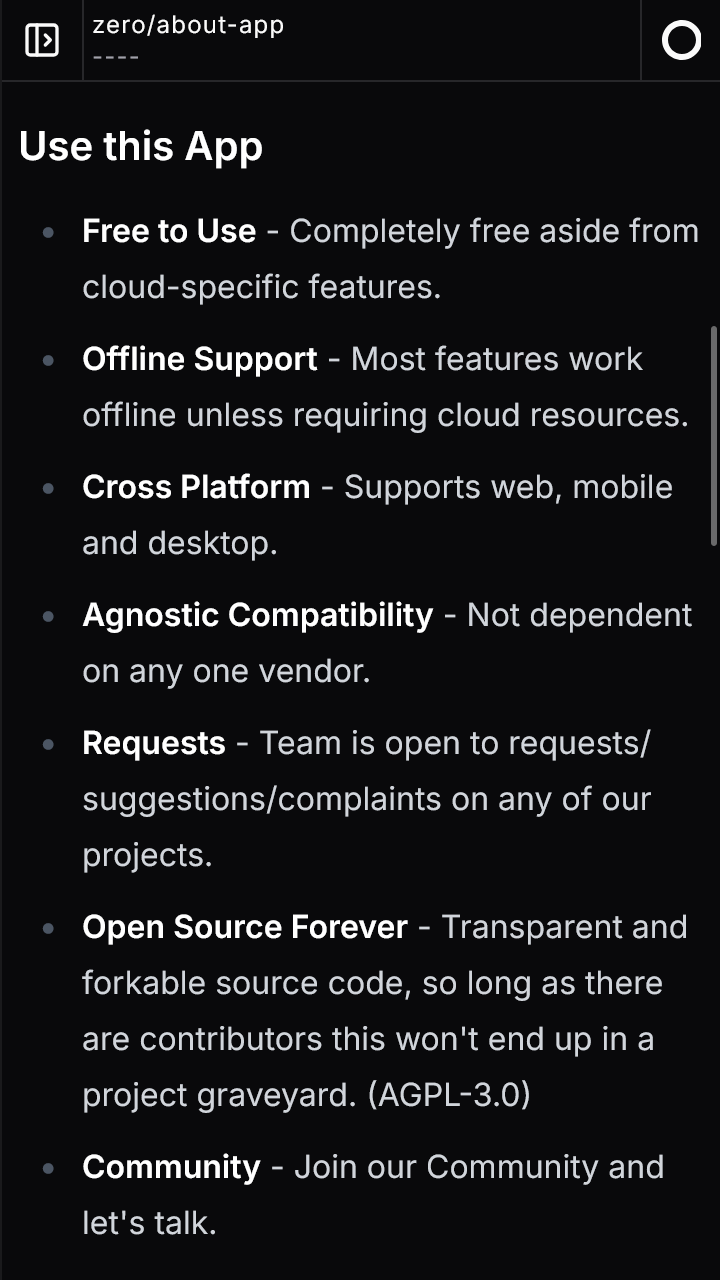 zero/about-app
----
Use this App
Free to Use - Completely free aside from
cloud-specific features.
Offline Support - Most features work
offline unless requiring cloud resources.
Cross Platform - Supports web, mobile
and desktop.
Agnostic Compatibility - Not dependent
on any one vendor.
Requests - Team is open to requests/
suggestions/complaints on any of our
projects.
Open Source Forever - Transparent and
forkable source code, so long as there
are contributors this won't end up in a
project graveyard. (AGPL-3.0)
Community - Join our Community and
let's talk.